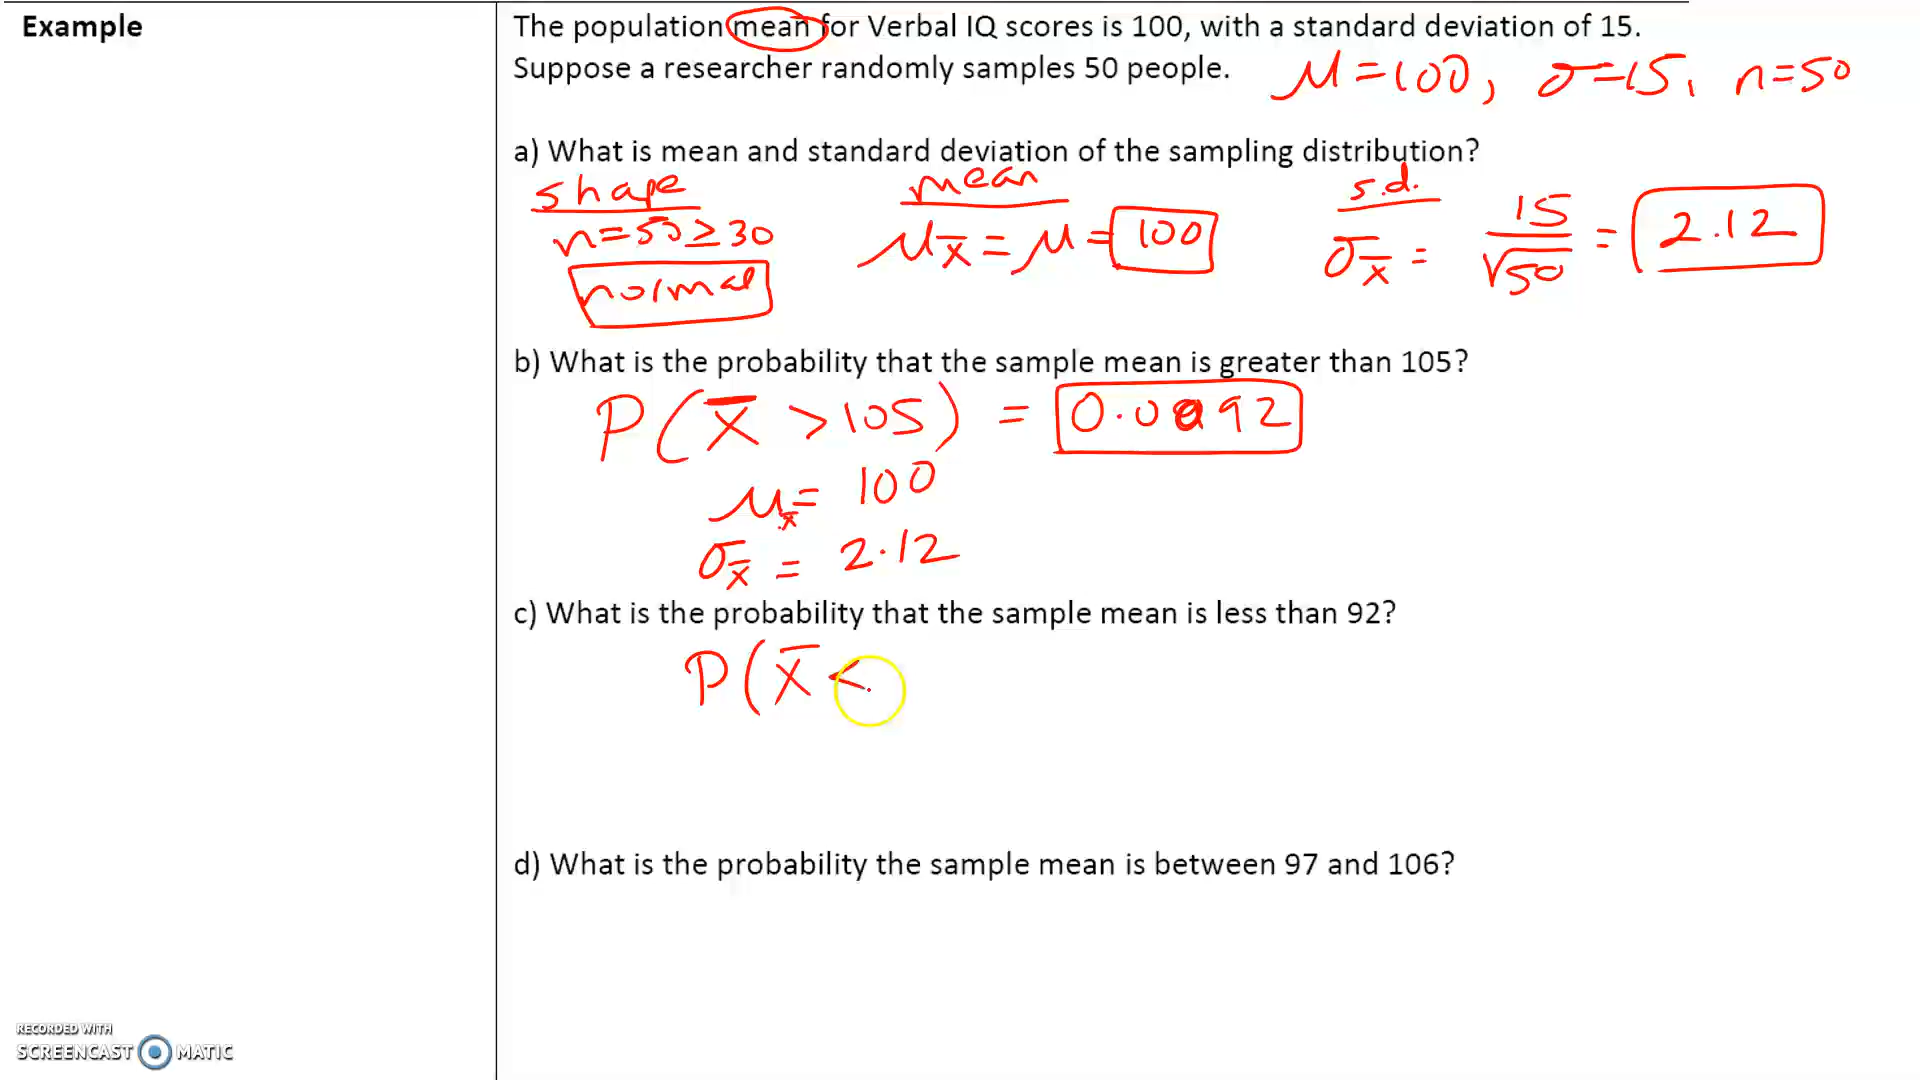 Example
The population mean for Verbal IQ scores is 100, with a standard deviation of 15.
Suppose a researcher randomly samples 50 people.
μ=100, σ=15, n=50
a) What is mean and standard deviation of the sampling distribution?
shape
n=50≥30
normal
mean
μx̄ = μ = 100
s.d.
σx̄ = 15/√50 = 2.12
b) What is the probability that the sample mean is greater than 105?
P(x̄ >105) = 0.0092
μx̄ = 100
σx̄ = 2.12
c) What is the probability that the sample mean is less than 92?
P(x̄ <
d) What is the probability the sample mean is between 97 and 106?
RECORDED WITH
SCREENCAST MATIC